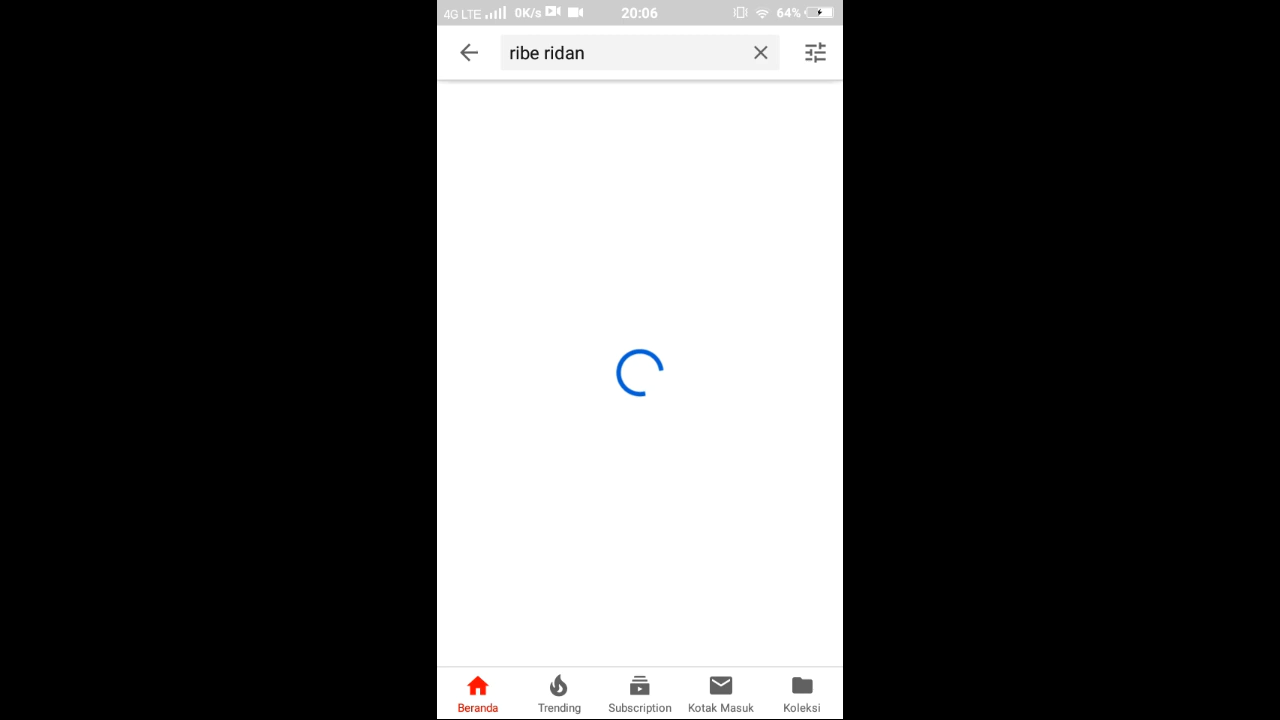 4G LTE 0K/s 20:06 64%
ribe ridan
Beranda Trending Subscription Kotak Masuk Koleksi